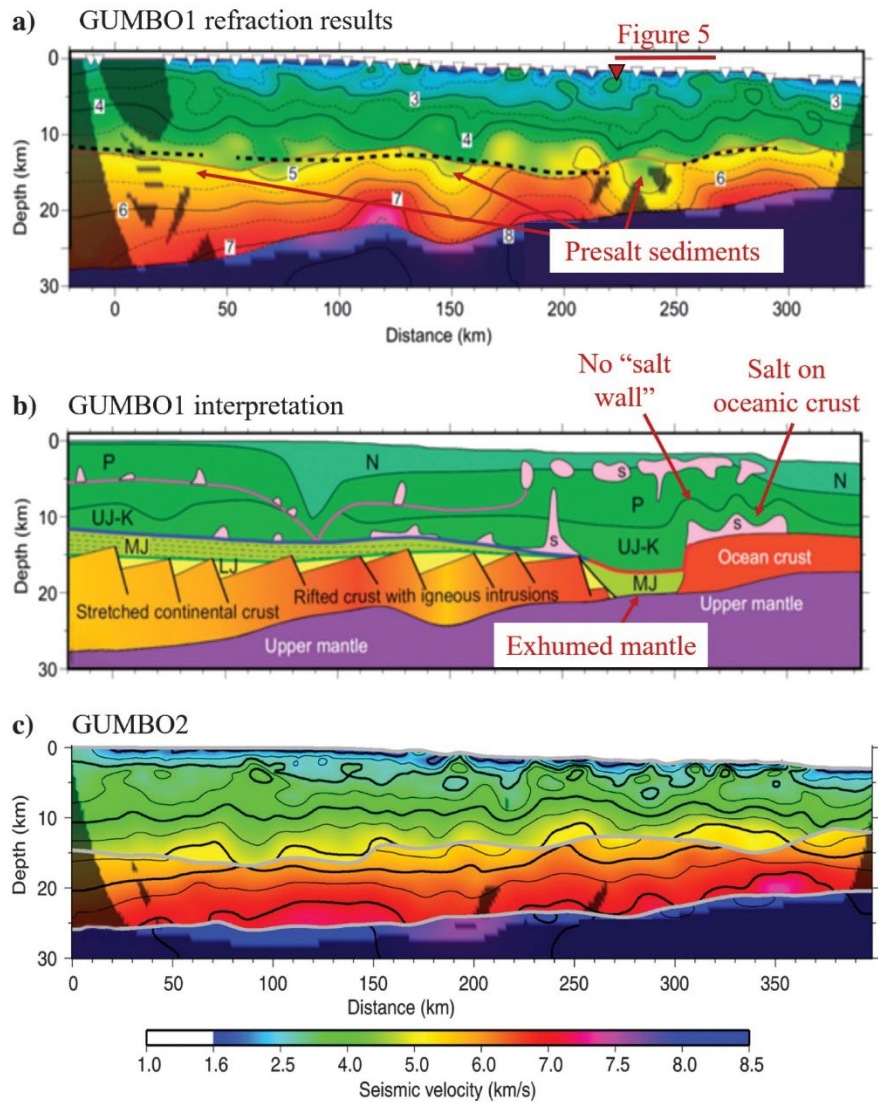 a) GUMBO1 refraction results
Figure 5
0
10
20
30
Depth (km)
4
3
3
4
5
6
6
7
7
8
Presalt sediments
0 50 100 150 200 250 300
Distance (km)
b) GUMBO1 interpretation
No “salt wall”
Salt on oceanic crust
0
10
20
30
Depth (km)
P
N
s
N
P
UJ-K
s
s
UJ-K
MJ
LJ
MJ
Ocean crust
Stretched continental crust
Rifted crust with igneous intrusions
Upper mantle
Upper mantle
Exhumed mantle
c) GUMBO2
0
10
20
30
Depth (km)
0 50 100 150 200 250 300 350
Distance (km)
1.0 1.6 2.5 4.0 5.0 6.0 7.0 7.5 8.0 8.5
Seismic velocity (km/s)